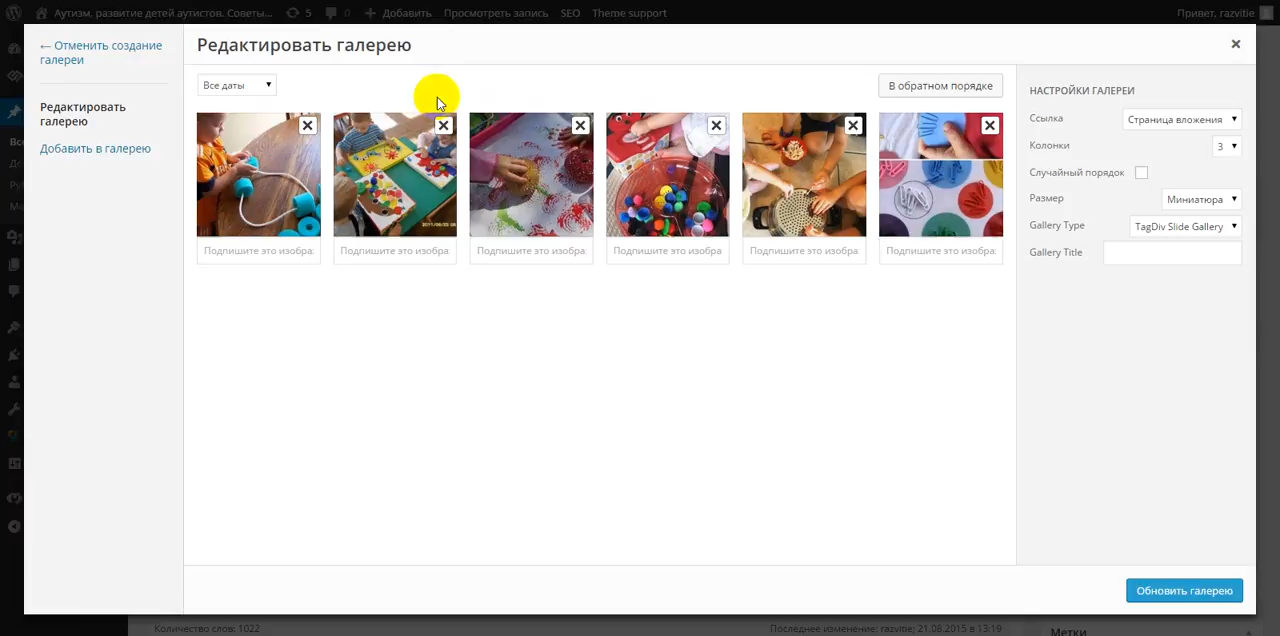 Аутизм, развитие детей аутистов. Советы... 5 0 Добавить Просмотреть запись SEO Theme support Привет, razvitie
← Отменить создание галереи
Редактировать галерею
Редактировать галерею
Добавить в галерею
Все даты
В обратном порядке
Подпишите это изобра:
Подпишите это изобра:
Подпишите это изобра:
Подпишите это изобра
Подпишите это изобра
Подпишите это изобра:
НАСТРОЙКИ ГАЛЕРЕИ
Ссылка Страница вложения
Колонки 3
Случайный порядок
Размер Миниатюра
Gallery Type TagDiv Slide Gallery
Gallery Title
Обновить галерею
Количество слов: 1022 Последнее изменение: razvitie; 21.08.2015 в 13:19
Метки